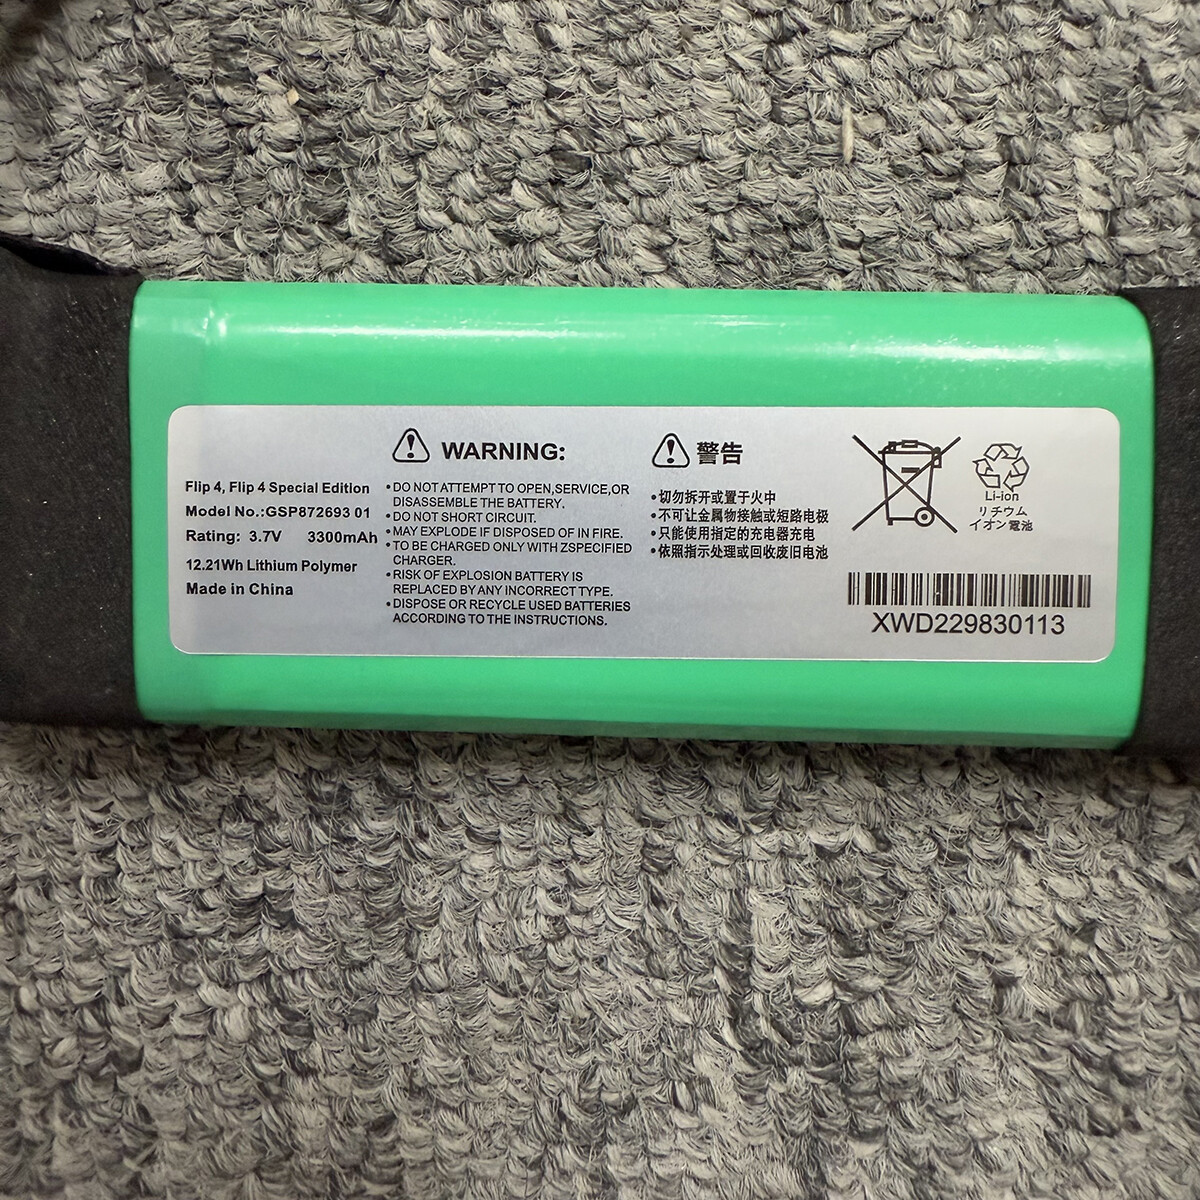 Flip 4, Flip 4 Special Edition
Model No.:GSP872693 01
Rating: 3.7V 3300mAh
12.21Wh Lithium Polymer
Made in China
WARNING:
•DO NOT ATTEMPT TO OPEN,SERVICE,OR
DISASSEMBLE THE BATTERY.
•DO NOT SHORT CIRCUIT.
•MAY EXPLODE IF DISPOSED OF IN FIRE.
•TO BE CHARGED ONLY WITH ZSPECIFIED
CHARGER.
•RISK OF EXPLOSION BATTERY IS
REPLACED BY ANY INCORRECT TYPE.
•DISPOSE OR RECYCLE USED BATTERIES
ACCORDING TO THE INSTRUCTIONS.
警告
•切勿拆开或置于火中
•不可让金属物接触或短路电极
•只能使用指定的充电器充电
•依照指示处理或回收废旧电池
Li-ion
リチウム
イオン電池
XWD229830113